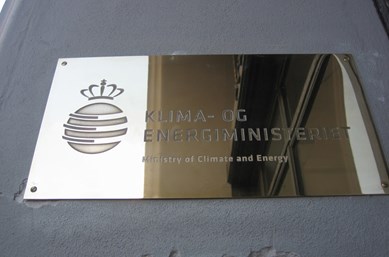 KLIMA- OG
ENERGIMINISTERIET
Ministry of Climate and Energy